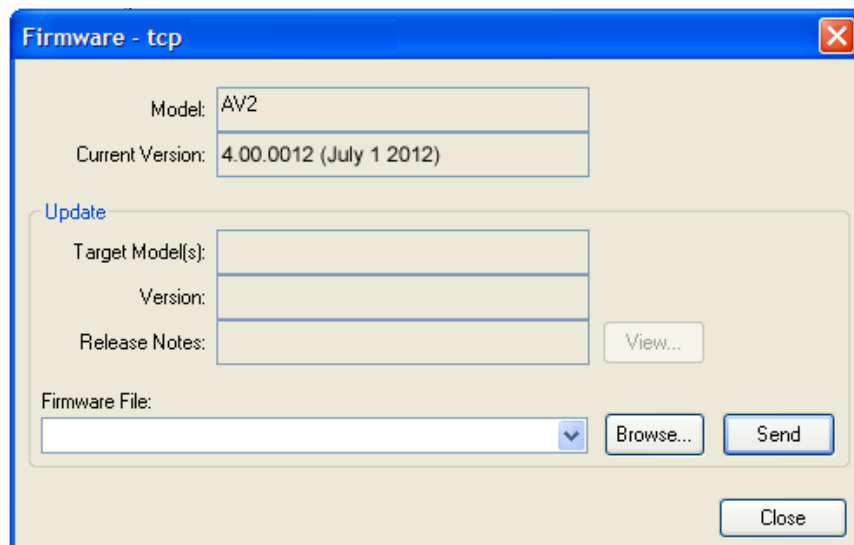 Firmware - tcp
Model: AV2
Current Version: 4.00.0012 (July 1 2012)
Update
Target Model(s):
Version:
Release Notes: View...
Firmware File:
Browse... Send
Close